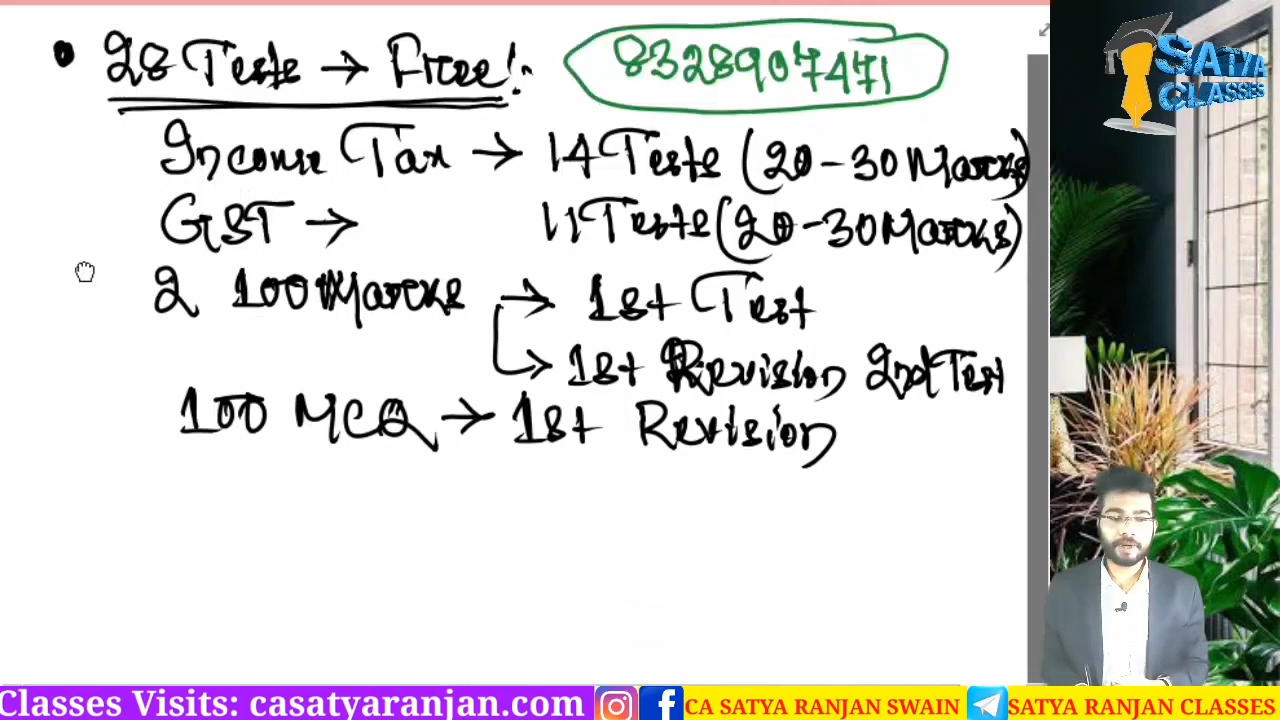 • 28 Tests → Free!
8328907471
SATYA
CLASSES
Income Tax → 14 Tests (20-30 Marks)
GST → 11 Tests (20-30 Marks)
2 100 Marks → 1st Test
→ 1st Revision 2nd Test
100 MCQ → 1st Revision
Classes Visits: casatyaranjan.com CA SATYA RANJAN SWAIN SATYA RANJAN CLASSES